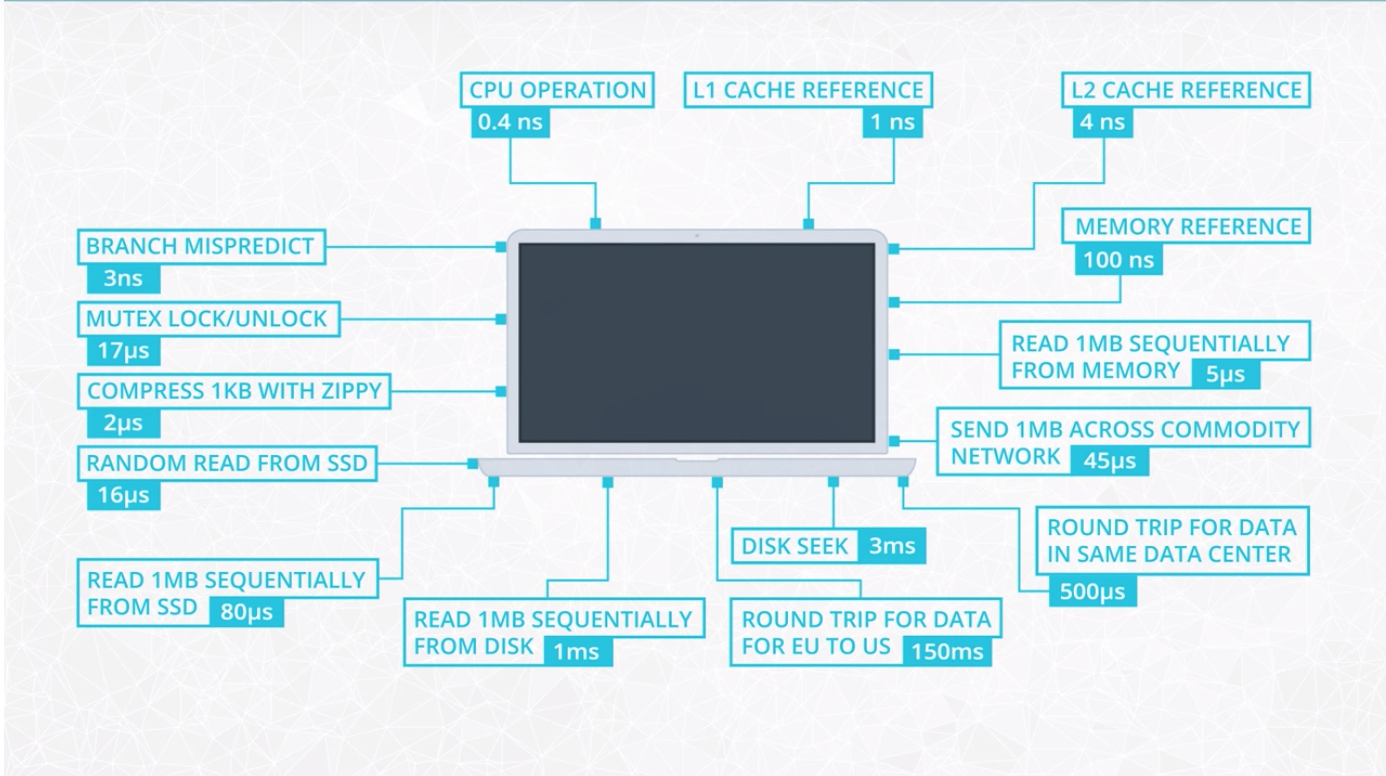 CPU OPERATION
0.4 ns
L1 CACHE REFERENCE
1 ns
L2 CACHE REFERENCE
4 ns
MEMORY REFERENCE
100 ns
READ 1MB SEQUENTIALLY
FROM MEMORY 5µs
SEND 1MB ACROSS COMMODITY
NETWORK 45µs
ROUND TRIP FOR DATA
IN SAME DATA CENTER
500µs
BRANCH MISPREDICT
3ns
MUTEX LOCK/UNLOCK
17µs
COMPRESS 1KB WITH ZIPPY
2µs
RANDOM READ FROM SSD
16µs
READ 1MB SEQUENTIALLY
FROM SSD 80µs
READ 1MB SEQUENTIALLY
FROM DISK 1ms
DISK SEEK 3ms
ROUND TRIP FOR DATA
FOR EU TO US 150ms